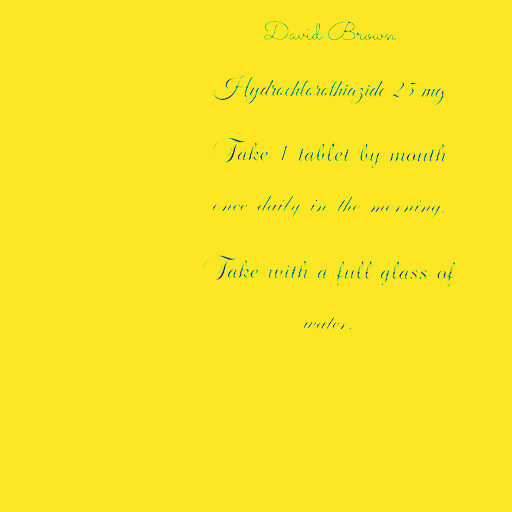 David Brown
Hydrochlorothiazide 25 mg
Take 1 tablet by mouth
once daily in the morning.
Take with a full glass of
water.